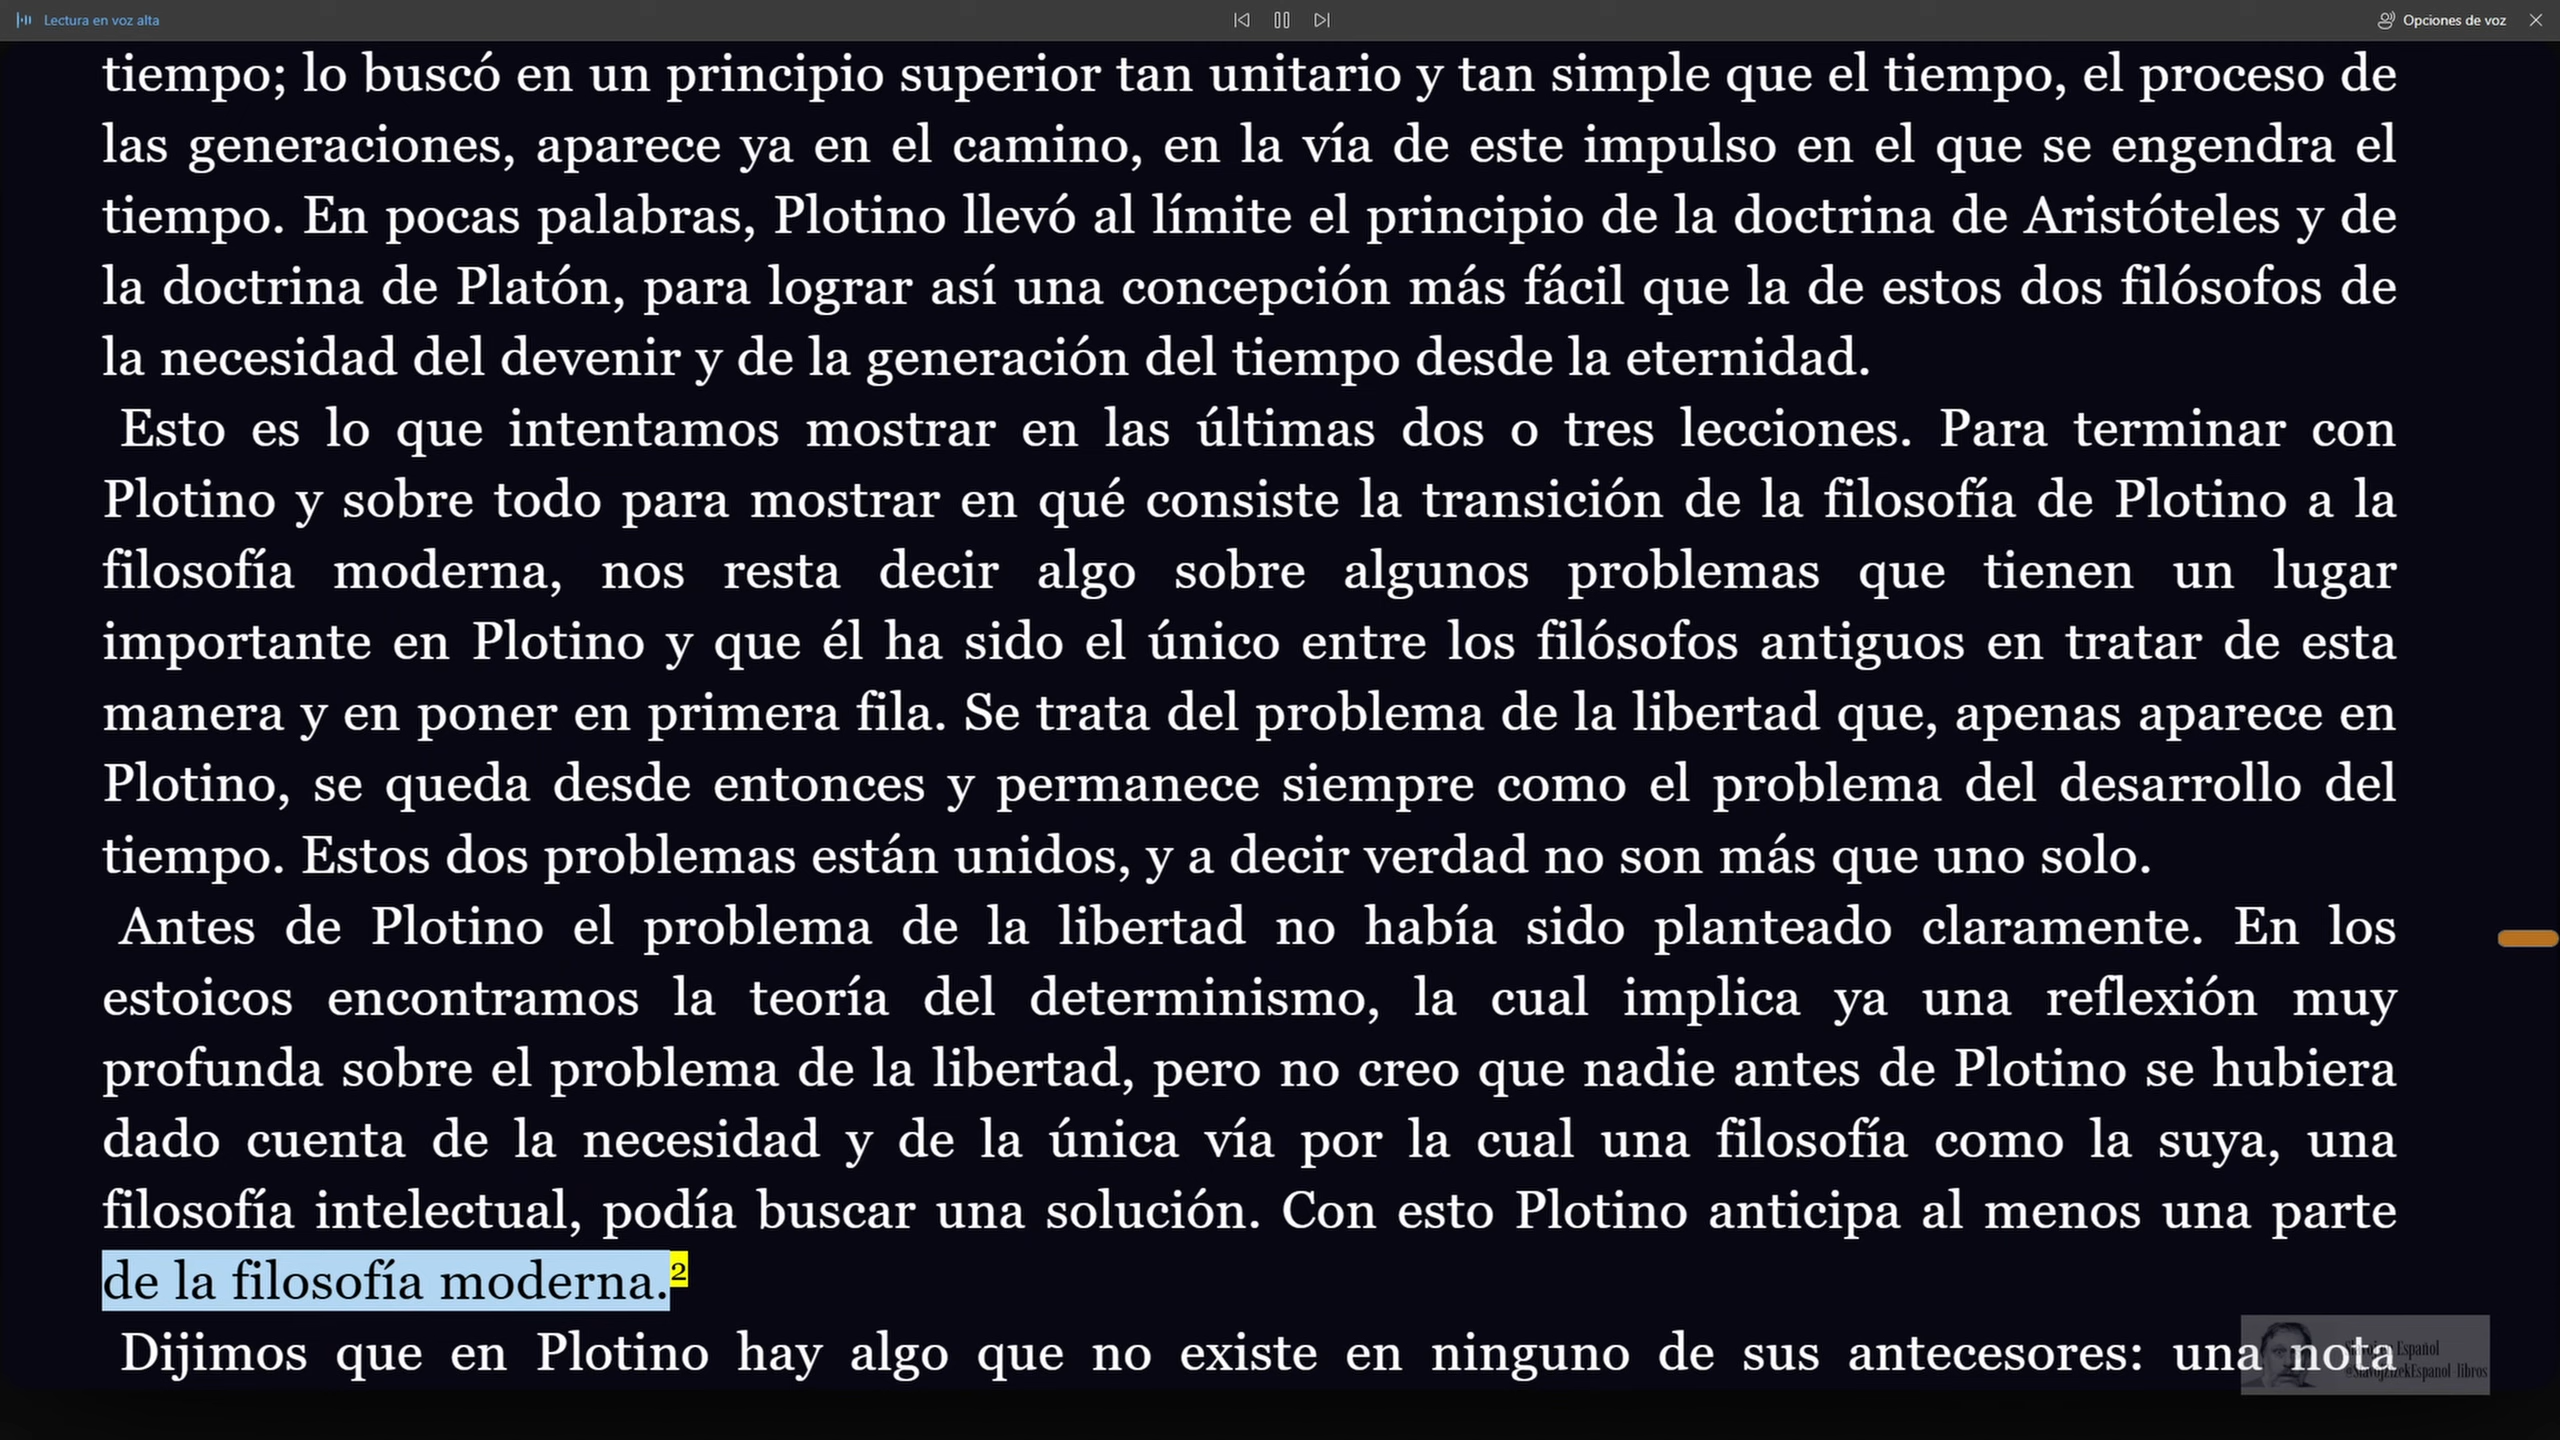 Lectura en voz alta
Opciones de voz
tiempo; lo buscó en un principio superior tan unitario y tan simple que el tiempo, el proceso de
las generaciones, aparece ya en el camino, en la vía de este impulso en el que se engendra el
tiempo. En pocas palabras, Plotino llevó al límite el principio de la doctrina de Aristóteles y de
la doctrina de Platón, para lograr así una concepción más fácil que la de estos dos filósofos de
la necesidad del devenir y de la generación del tiempo desde la eternidad.
Esto es lo que intentamos mostrar en las últimas dos o tres lecciones. Para terminar con
Plotino y sobre todo para mostrar en qué consiste la transición de la filosofía de Plotino a la
filosofía moderna, nos resta decir algo sobre algunos problemas que tienen un lugar
importante en Plotino y que él ha sido el único entre los filósofos antiguos en tratar de esta
manera y en poner en primera fila. Se trata del problema de la libertad que, apenas aparece en
Plotino, se queda desde entonces y permanece siempre como el problema del desarrollo del
tiempo. Estos dos problemas están unidos, y a decir verdad no son más que uno solo.
Antes de Plotino el problema de la libertad no había sido planteado claramente. En los
estoicos encontramos la teoría del determinismo, la cual implica ya una reflexión muy
profunda sobre el problema de la libertad, pero no creo que nadie antes de Plotino se hubiera
dado cuenta de la necesidad y de la única vía por la cual una filosofía como la suya, una
filosofía intelectual, podía buscar una solución. Con esto Plotino anticipa al menos una parte
de la filosofía moderna.2
Dijimos que en Plotino hay algo que no existe en ninguno de sus antecesores: una nota
Español